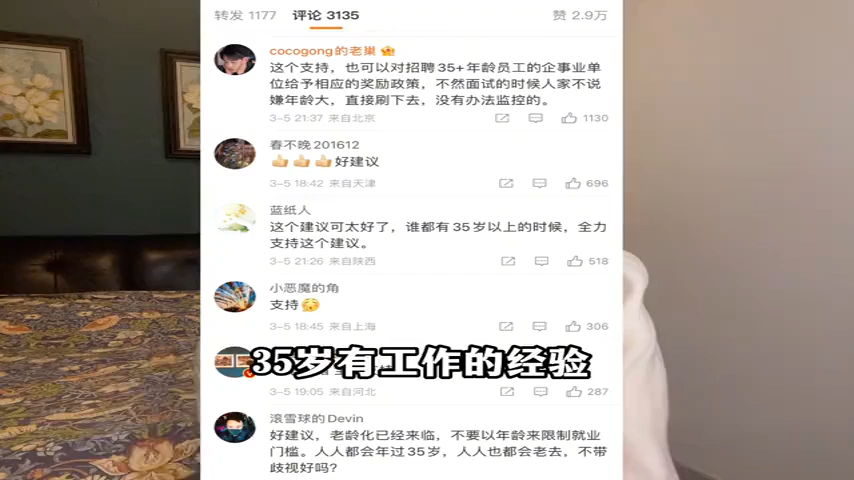 转发 1177 评论 3135 赞 2.9万
cocogong的老巢
这个支持，也可以对招聘35+年龄员工的企事业单
位给予相应的奖励政策，不然面试的时候人家不说
嫌年龄大，直接刷下去，没有办法监控的。
3-5 21:37 来自北京 1130
春不晚201612
👍👍👍好建议
3-5 18:42 来自天津 696
蓝纸人
这个建议可太好了，谁都有35岁以上的时候，全力
支持这个建议。
3-5 21:26 来自陕西 518
小恶魔的角
支持😌
3-5 18:45 来自上海 306
35岁有工作的经验
3-5 19:05 来自河北 287
滚雪球的Devin
好建议，老龄化已经来临，不要以年龄来限制就业
门槛。人人都会年过35岁，人人也都会老去，不带
歧视好吗？